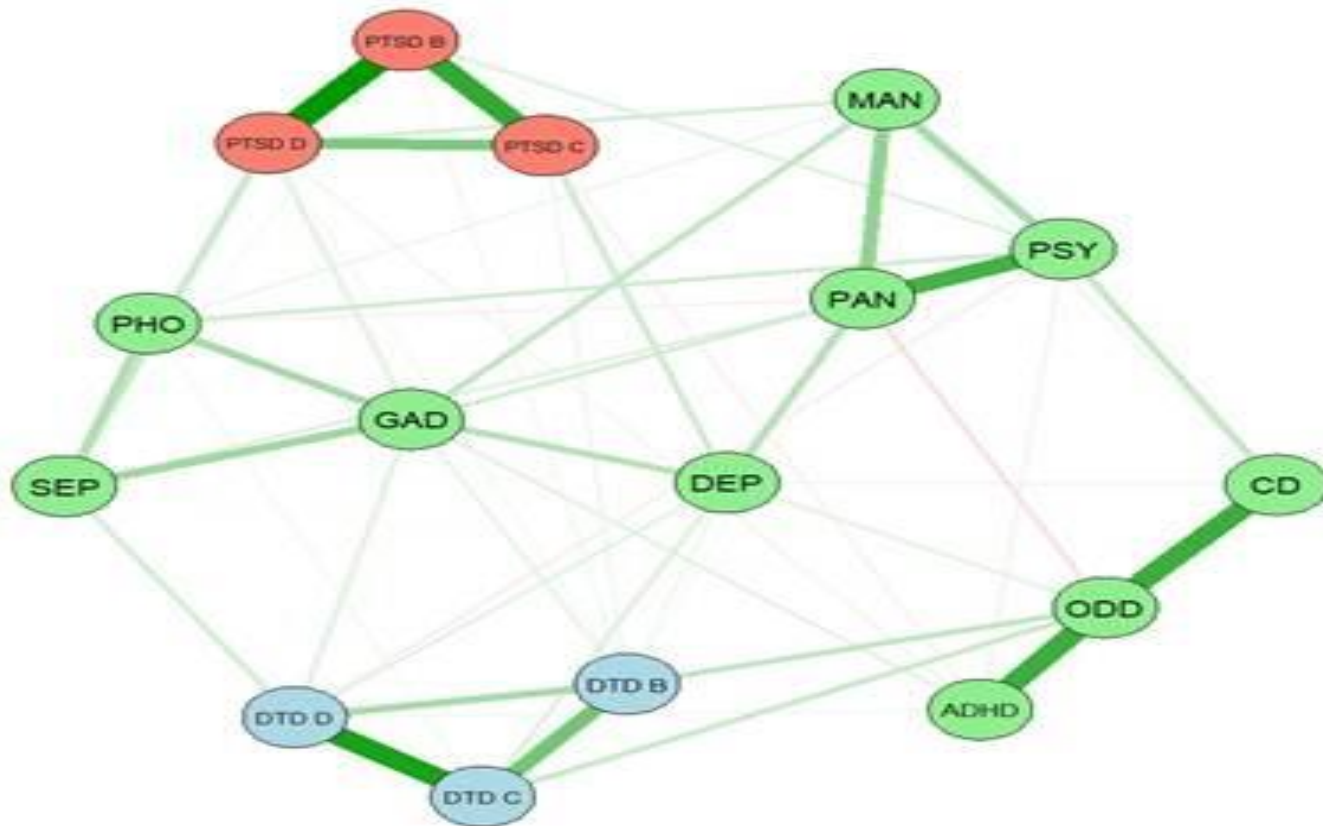 PTSD B
MAN
PTSD D
PTSD C
PSY
PAN
PHO
GAD
DEP
SEP
CD
ODD
DTD B
ADHD
DTD D
DTD C